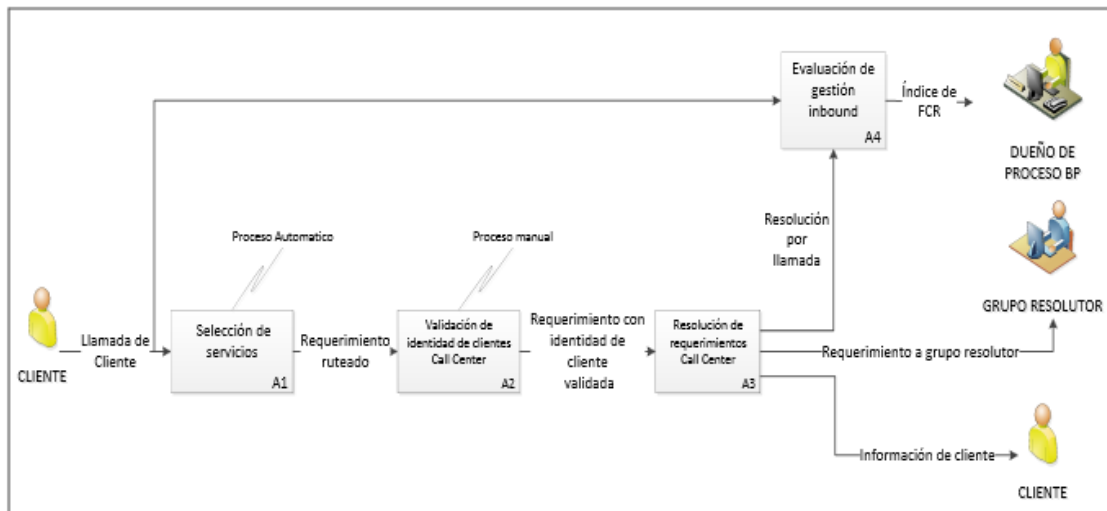 Evaluación de
gestión
inbound
A4
Índice de
FCR
DUEÑO DE
PROCESO BP
Resolución
por
llamada
Proceso Automatico
Proceso manual
GRUPO RESOLUTOR
CLIENTE
Llamada de
Cliente
Selección de
servicios
A1
Requerimiento
ruteado
Validación de
identidad de clientes
Call Center
A2
Requerimiento con
identidad de
cliente
validada
Resolución de
requerimientos
Call Center
A3
Requerimiento a grupo resolutor
Información de cliente
CLIENTE